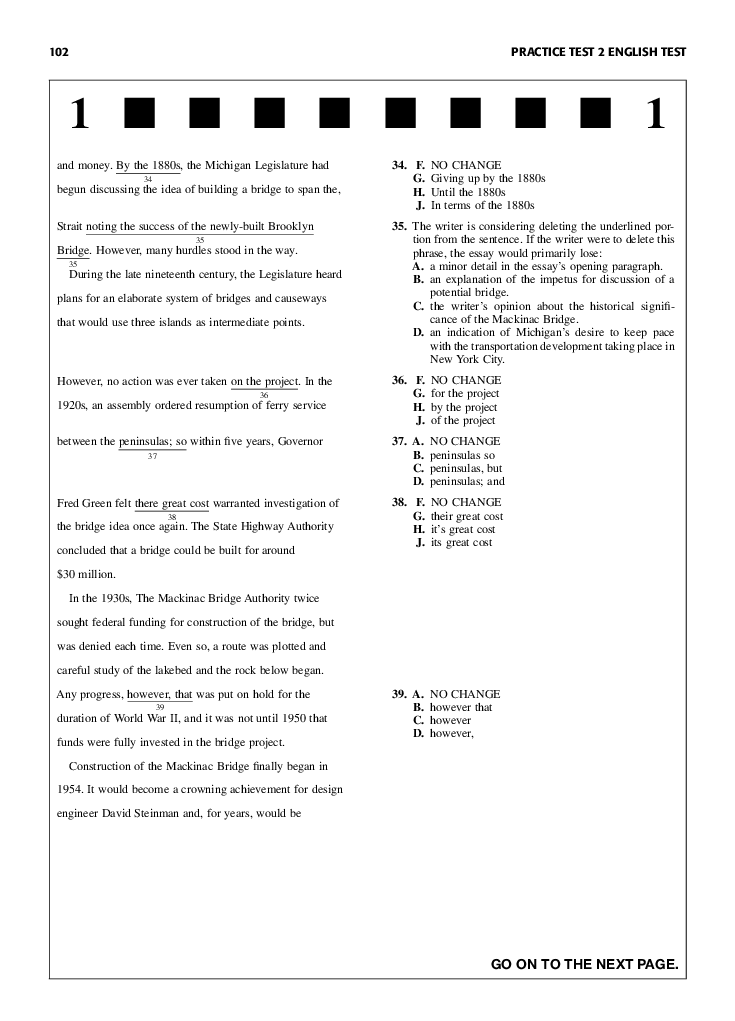 102
PRACTICE TEST 2 ENGLISH TEST
1
1
and money. By the 1880s, the Michigan Legislature had
34
begun discussing the idea of building a bridge to span the,
Strait noting the success of the newly-built Brooklyn
35
Bridge. However, many hurdles stood in the way.
35
During the late nineteenth century, the Legislature heard
plans for an elaborate system of bridges and causeways
that would use three islands as intermediate points.
However, no action was ever taken on the project. In the
36
1920s, an assembly ordered resumption of ferry service
between the peninsulas; so within five years, Governor
37
Fred Green felt there great cost warranted investigation of
38
the bridge idea once again. The State Highway Authority
concluded that a bridge could be built for around
$30 million.
In the 1930s, The Mackinac Bridge Authority twice
sought federal funding for construction of the bridge, but
was denied each time. Even so, a route was plotted and
careful study of the lakebed and the rock below began.
Any progress, however, that was put on hold for the
39
duration of World War II, and it was not until 1950 that
funds were fully invested in the bridge project.
Construction of the Mackinac Bridge finally began in
1954. It would become a crowning achievement for design
engineer David Steinman and, for years, would be
34. F. NO CHANGE
G. Giving up by the 1880s
H. Until the 1880s
J. In terms of the 1880s
35. The writer is considering deleting the underlined por-
tion from the sentence. If the writer were to delete this
phrase, the essay would primarily lose:
A. a minor detail in the essay's opening paragraph.
B. an explanation of the impetus for discussion of a
potential bridge.
C. the writer's opinion about the historical signifi-
cance of the Mackinac Bridge.
D. an indication of Michigan's desire to keep pace
with the transportation development taking place in
New York City.
36. F. NO CHANGE
G. for the project
H. by the project
J. of the project
37. A. NO CHANGE
B. peninsulas so
C. peninsulas, but
D. peninsulas; and
38. F. NO CHANGE
G. their great cost
H. it's great cost
J. its great cost
39. A. NO CHANGE
B. however that
C. however
D. however,
GO ON TO THE NEXT PAGE.